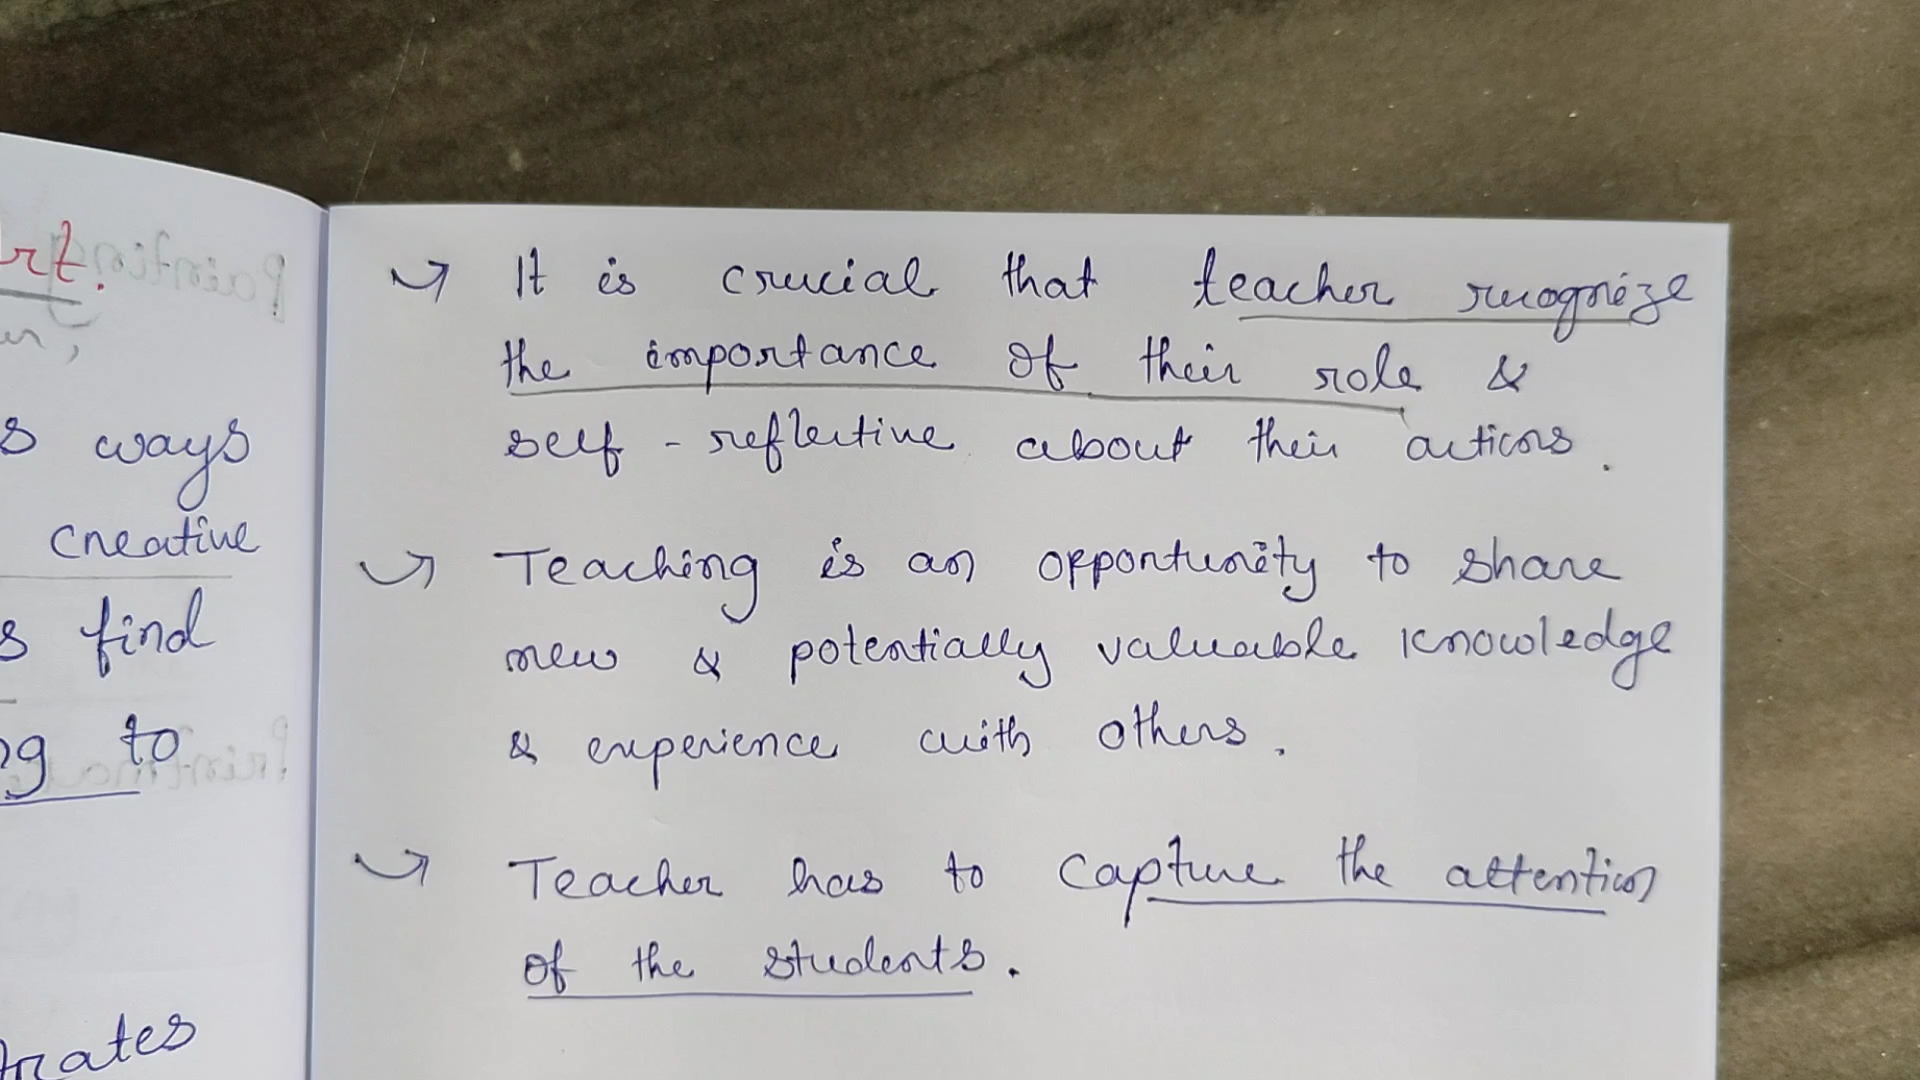 ways
creative
find
to
→ It is crucial that teacher recognize
the importance of their role &
self-reflective about their actions.
→ Teaching is an opportunity to share
new & potentially valuable knowledge
& experience with others.
→ Teacher has to capture the attention
of the students.